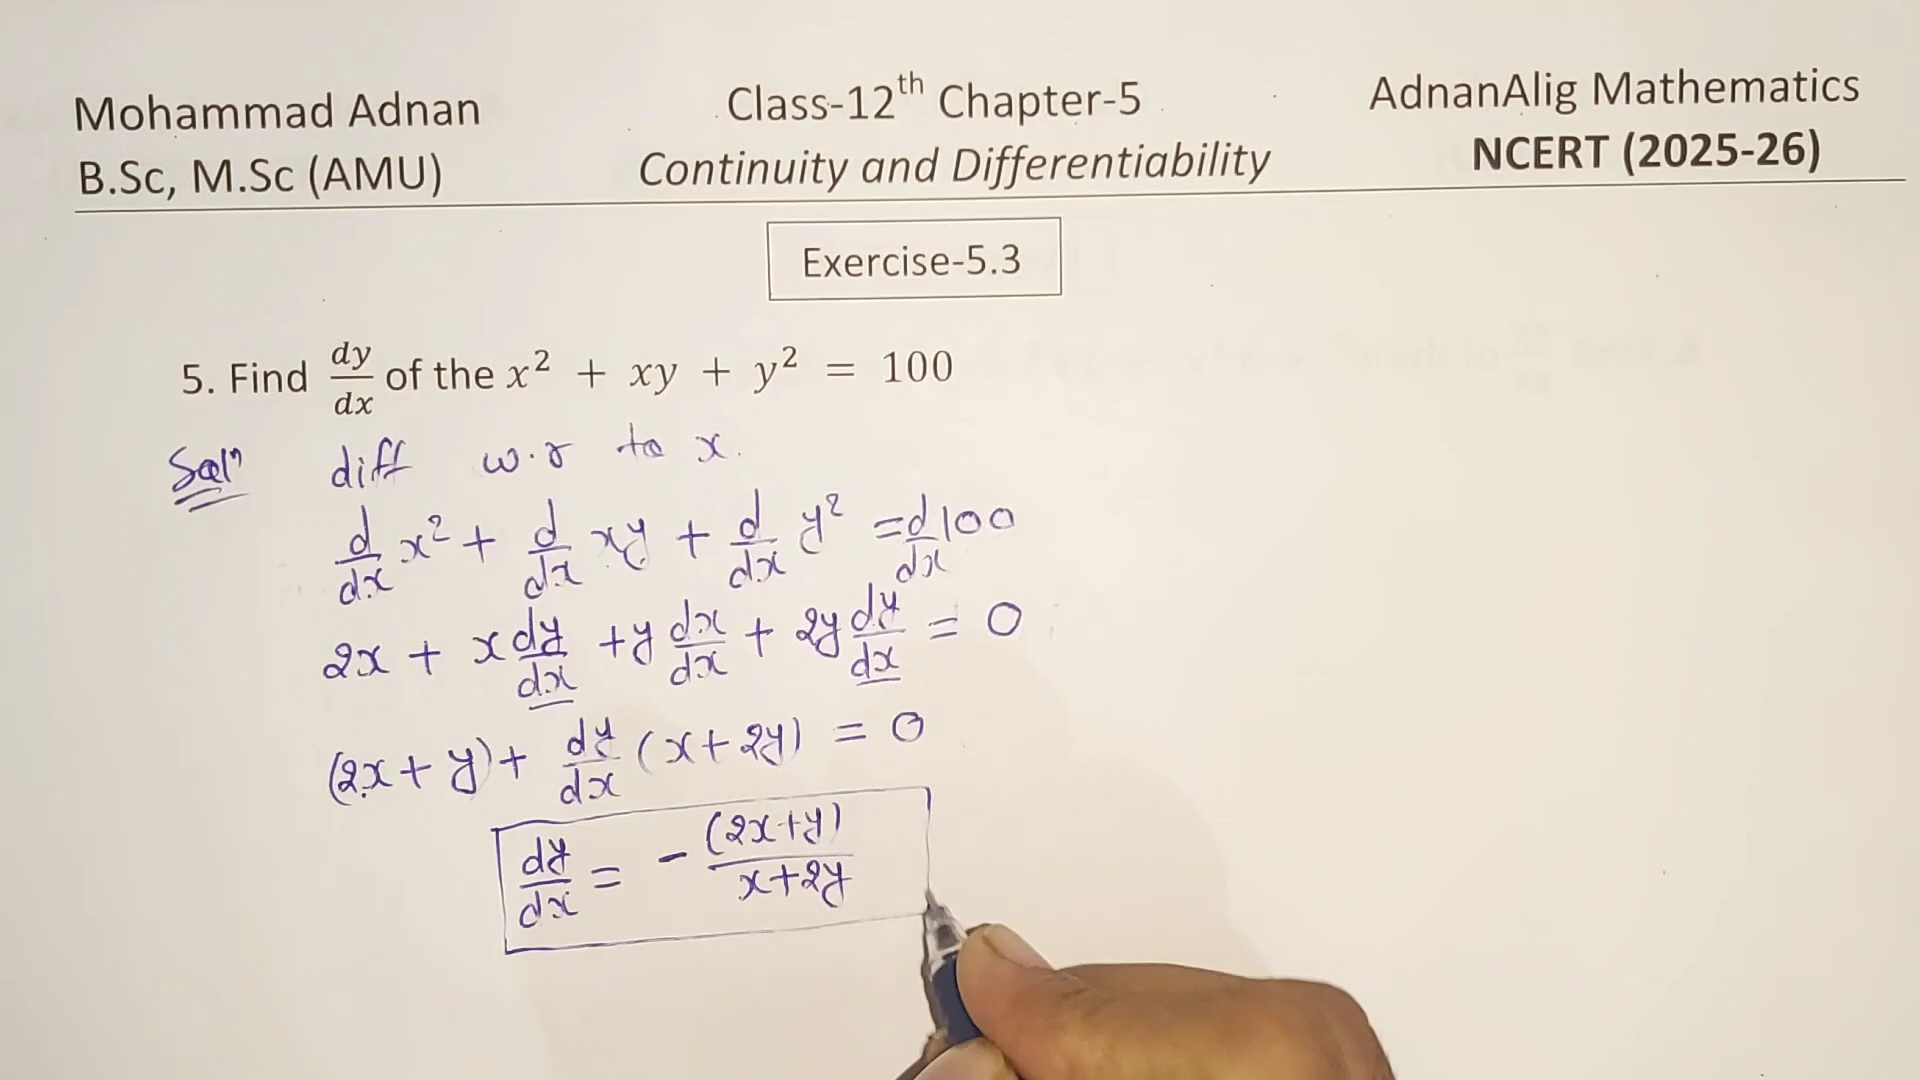 Mohammad Adnan
B.Sc, M.Sc (AMU)
Class-12th Chapter-5
Continuity and Differentiability
AdnanAlig Mathematics
NCERT (2025-26)
Exercise-5.3
5. Find dy/dx of the x² + xy + y² = 100
Solⁿ diff w.r to x.
d/dx x² + d/dx xy + d/dx y² = d/dx 100
2x + x dy/dx + y dx/dx + 2y dy/dx = 0
(2x + y) + dy/dx (x + 2y) = 0
dy/dx = - (2x+y)/x+2y